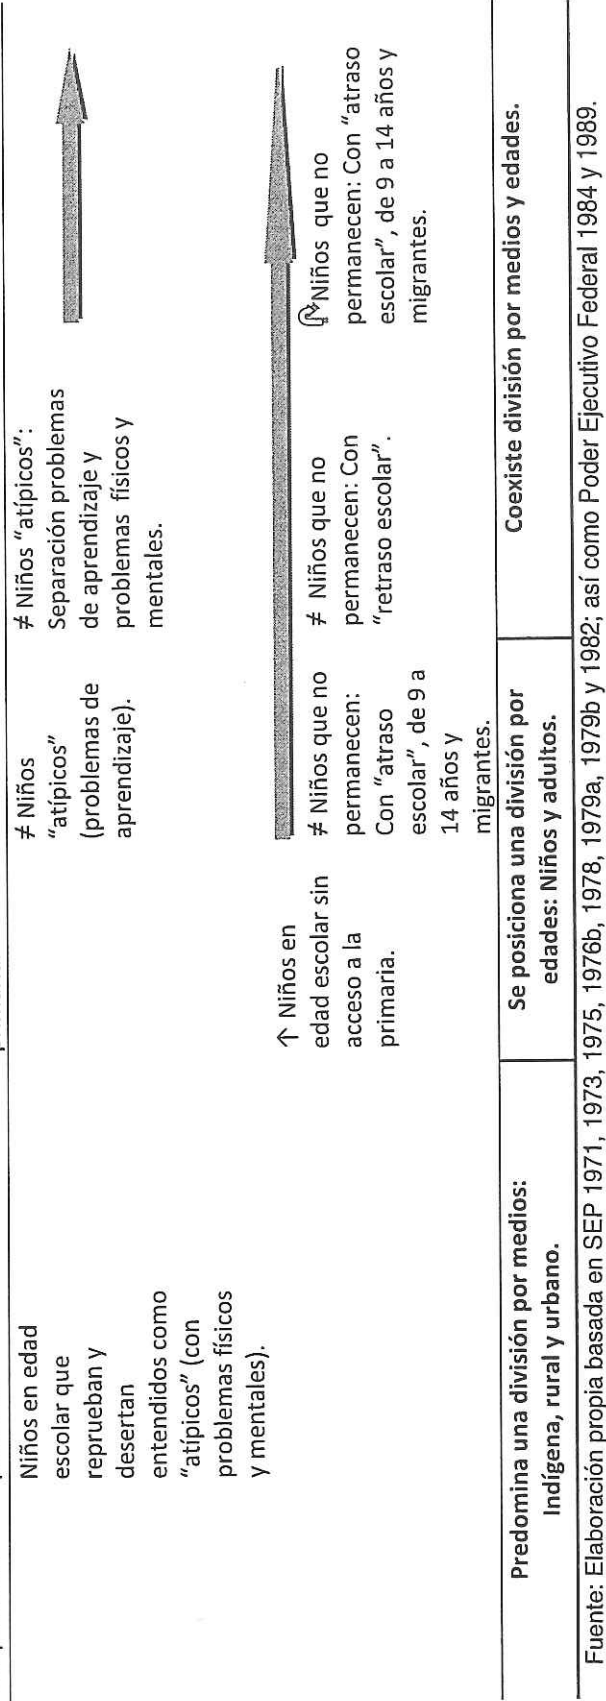 Niños en edad
escolar que
reprueban y
desertan
entendidos como
"atípicos" (con
problemas físicos
y mentales).
≠ Niños
"atípicos"
(problemas de
aprendizaje).
≠ Niños "atípicos":
Separación problemas
de aprendizaje y
problemas físicos y
mentales.
↑ Niños en
edad escolar sin
acceso a la
primaria.
≠ Niños que no
permanecen:
Con "atraso
escolar", de 9 a
14 años y
migrantes.
≠ Niños que no
permanecen: Con
"retraso escolar".
Niños que no
permanecen: Con "atraso
escolar", de 9 a 14 años y
migrantes.
Predomina una división por medios:
Indígena, rural y urbano.
Se posiciona una división por
edades: Niños y adultos.
Coexiste división por medios y edades.
Fuente: Elaboración propia basada en SEP 1971, 1973, 1975, 1976b, 1978, 1979a, 1979b y 1982; así como Poder Ejecutivo Federal 1984 y 1989.